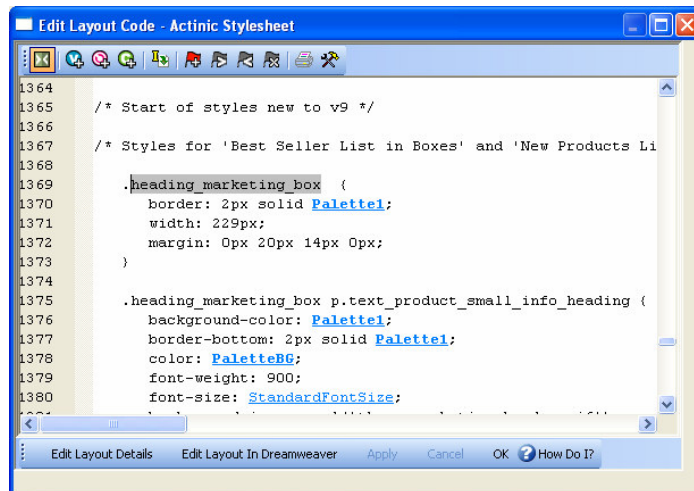 Edit Layout Code - Actinic Stylesheet
1364
1365 /* Start of styles new to v9 */
1366
1367 /* Styles for 'Best Seller List in Boxes' and 'New Products Li
1368
1369 .heading_marketing_box {
1370 border: 2px solid Palette1;
1371 width: 229px;
1372 margin: 0px 20px 14px 0px;
1373 }
1374
1375 .heading_marketing_box p.text_product_small_info_heading {
1376 background-color: Palette1;
1377 border-bottom: 2px solid Palette1;
1378 color: PaletteBG;
1379 font-weight: 900;
1380 font-size: StandardFontSize;
Edit Layout Details Edit Layout In Dreamweaver Apply Cancel OK How Do I?